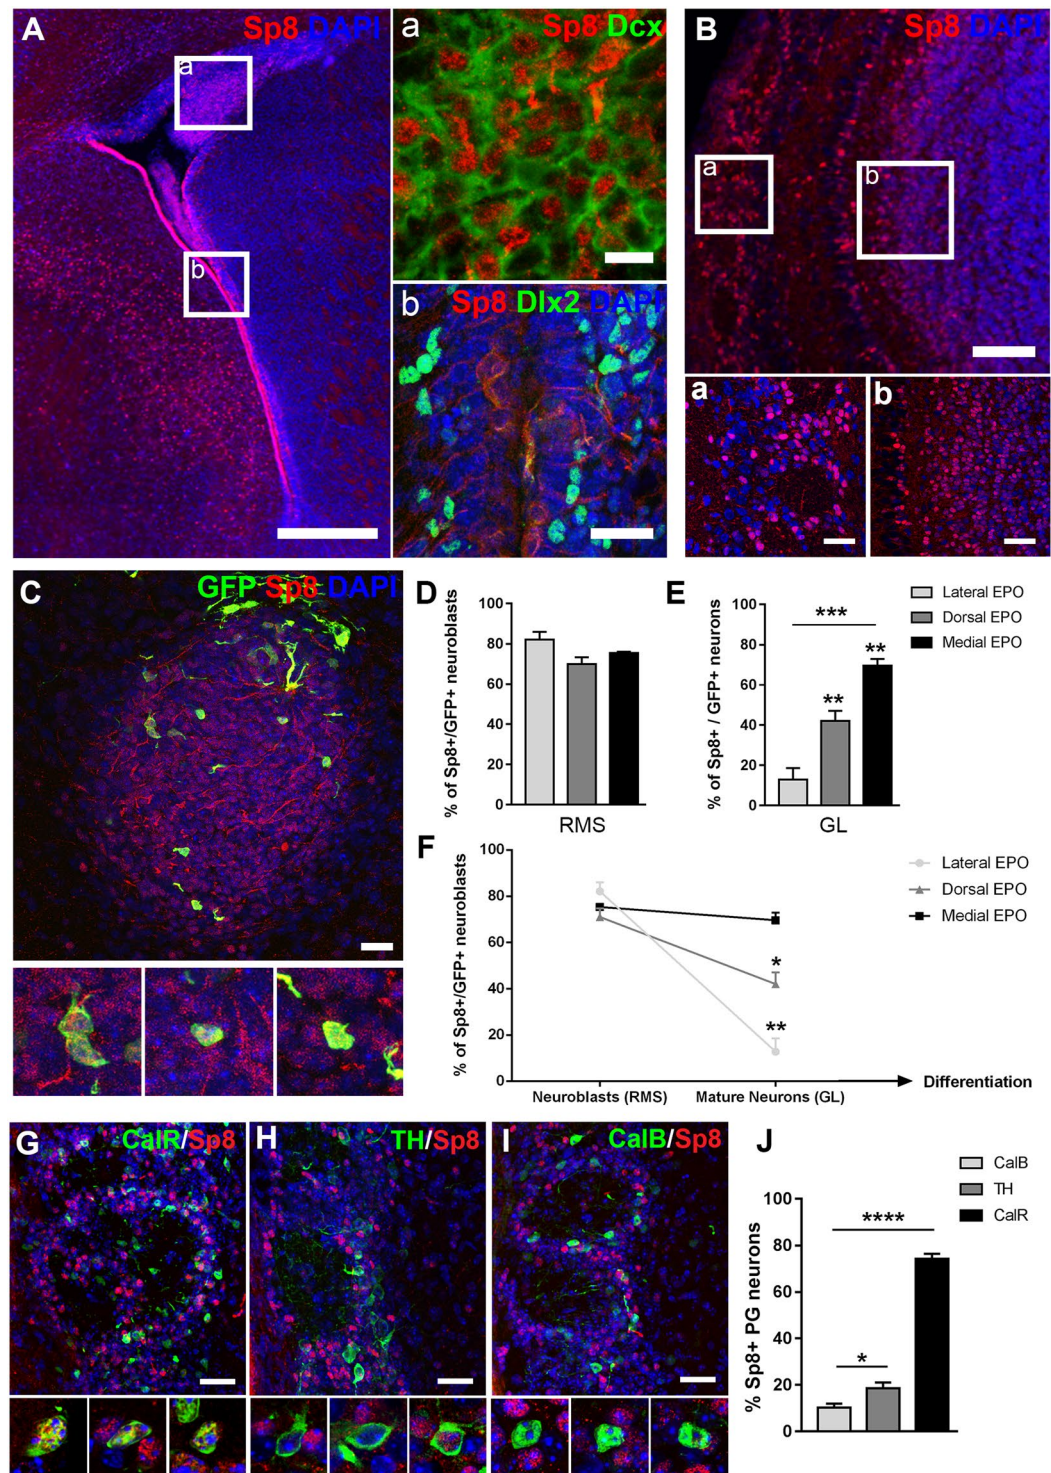 A
Sp8 DAPI
a
b
a
Sp8 Dcx
b
Sp8 Dlx2 DAPI
B
Sp8 DAPI
a
b
a
b
C
GFP Sp8 DAPI
D
% of Sp8+/GFP+ neuroblasts
100
80
60
40
20
0
RMS
E
% of Sp8+ / GFP+ neurons
100
80
60
40
20
0
***
**
**
GL
Lateral EPO
Dorsal EPO
Medial EPO
F
% of Sp8+/GFP+ neuroblasts
100
80
60
40
20
0
*
**
Neuroblasts (RMS)
Mature Neurons (GL)
Differentiation
Lateral EPO
Dorsal EPO
Medial EPO
G
CalR/Sp8
H
TH/Sp8
I
CalB/Sp8
J
CalB
TH
CalR
% Sp8+ PG neurons
100
80
60
40
20
0
****
*